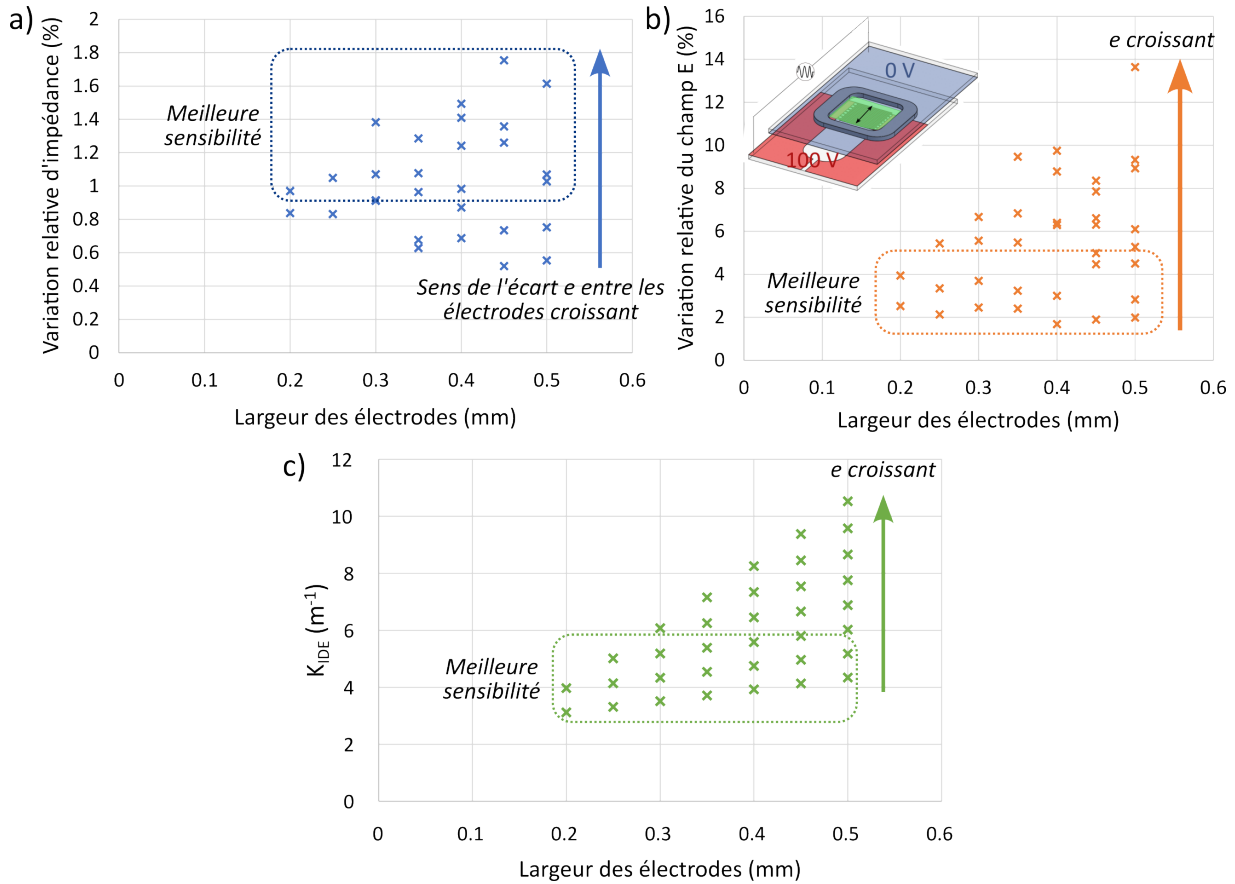 a)
Variation relative d'impédance (%)
2
1.8
1.6
1.4
1.2
1
0.8
0.6
0.4
0.2
0
Meilleure
sensibilité
Sens de l'écart e entre les
électrodes croissant
0 0.1 0.2 0.3 0.4 0.5 0.6
Largeur des électrodes (mm)
b)
Variation relative du champ E (%)
16
14
12
10
8
6
4
2
0
e croissant
0 V
100 V
Meilleure
sensibilité
0 0.1 0.2 0.3 0.4 0.5 0.6
Largeur des électrodes (mm)
c)
K_IDE (m⁻¹)
12
10
8
6
4
2
0
e croissant
Meilleure
sensibilité
0 0.1 0.2 0.3 0.4 0.5 0.6
Largeur des électrodes (mm)